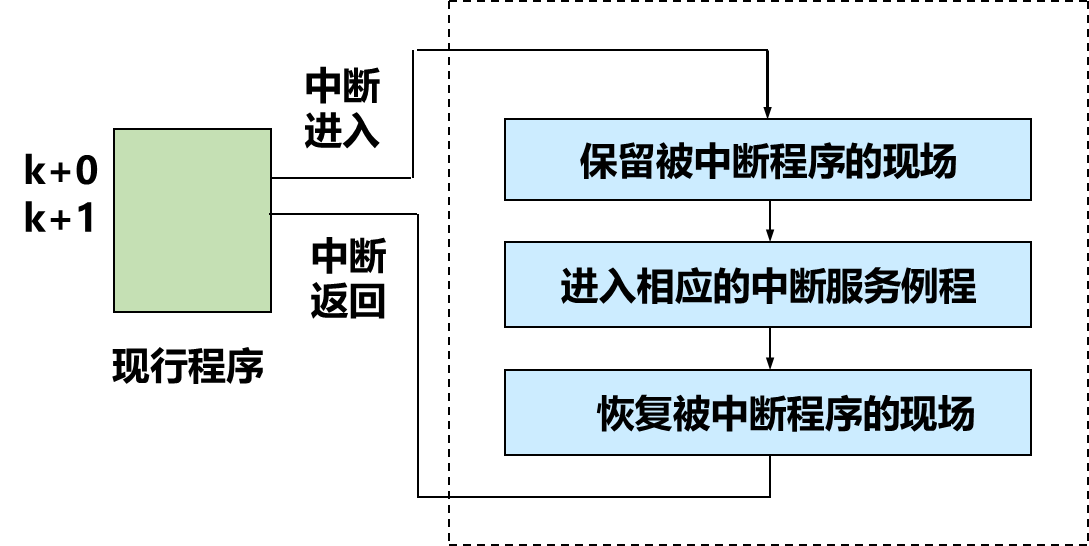 中断
进入
k+0
k+1
中断
返回
现行程序
保留被中断程序的现场
进入相应的中断服务例程
恢复被中断程序的现场